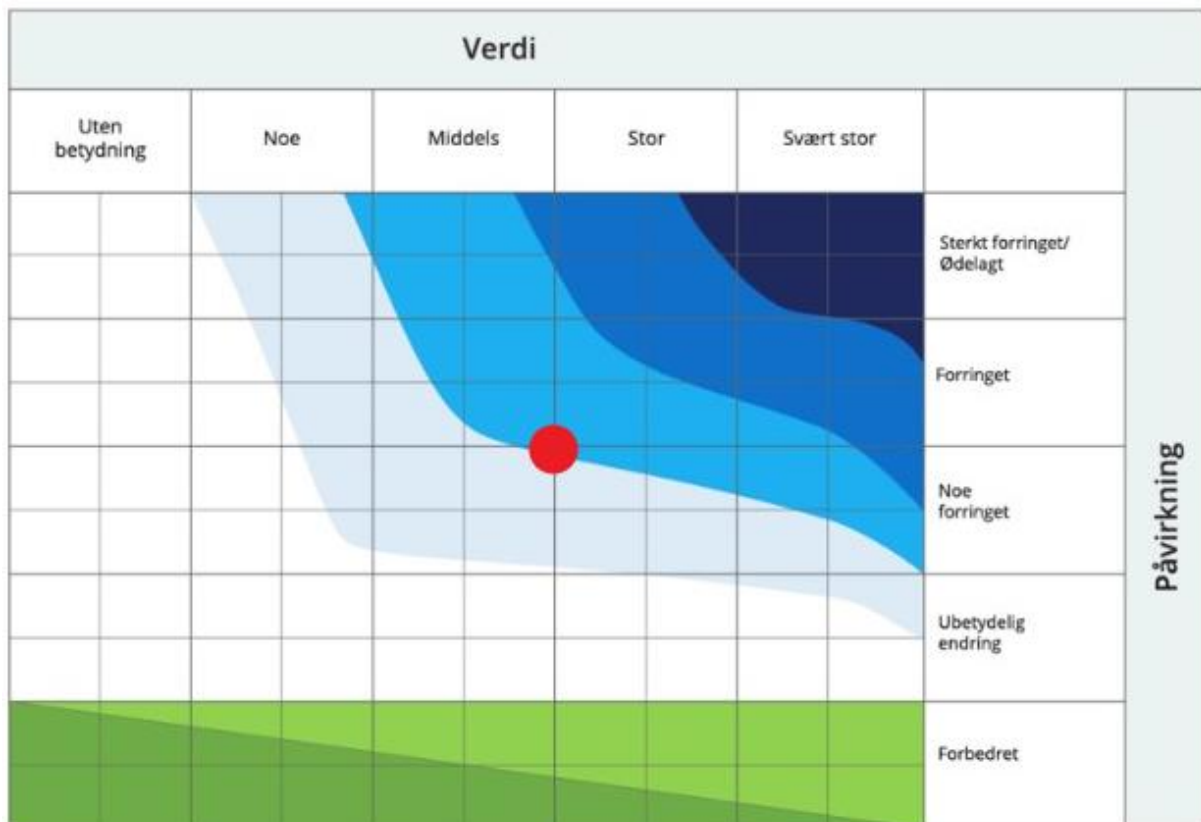 Verdi
Uten
betydning
Noe
Middels
Stor
Svært stor
Sterkt forringet/
Ødelagt
Forringet
Noe
forringet
Ubetydelig
endring
Forbedret
Påvirkning